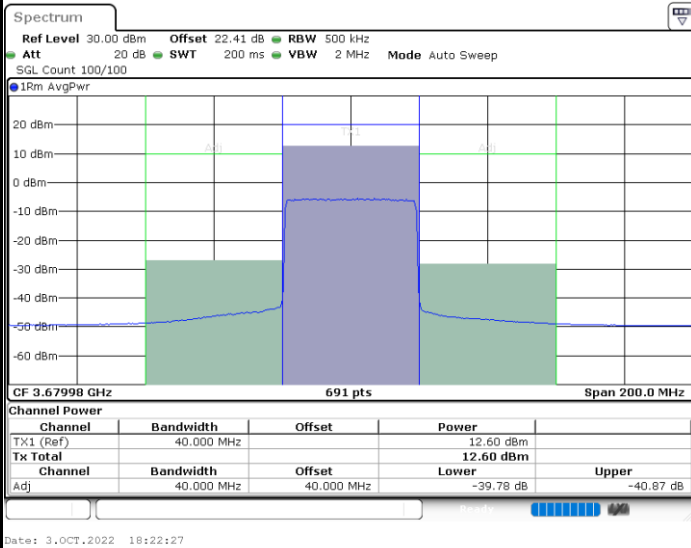 Spectrum
Ref Level 30.00 dBm Offset 22.41 dB RBW 500 kHz
Att 20 dB SWT 200 ms VBW 2 MHz Mode Auto Sweep
SGL Count 100/100
1Rm AvgPwr
20 dBm
TX1
Adj Adj
10 dBm
0 dBm
-10 dBm
-20 dBm
-30 dBm
-40 dBm
-50 dBm
-60 dBm
CF 3.67998 GHz 691 pts Span 200.0 MHz
Channel Power
Channel Bandwidth Offset Power
TX1 (Ref) 40.000 MHz 12.60 dBm
Tx Total 12.60 dBm
Channel Bandwidth Offset Lower Upper
Adj 40.000 MHz 40.000 MHz -39.78 dB -40.87 dB
Ready
Date: 3.OCT.2022 18:22:27